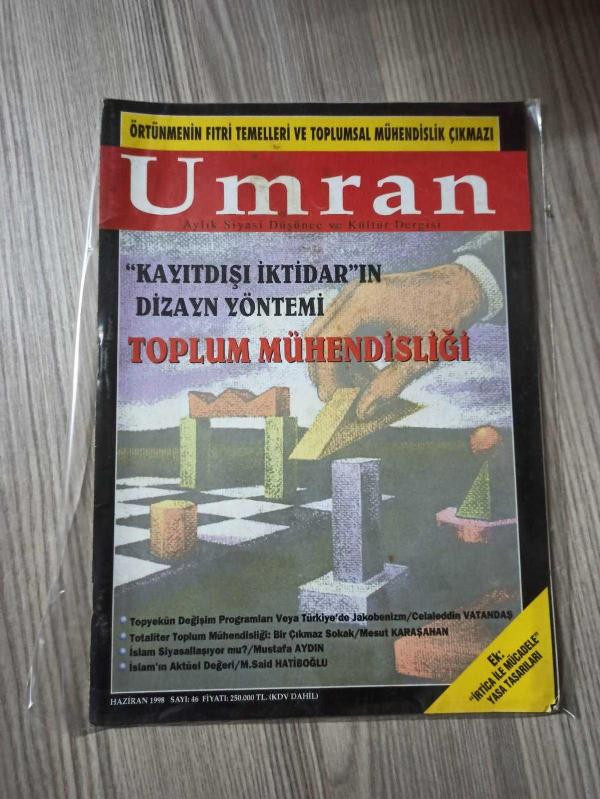 ÖRTÜNMENİN FITRİ TEMELLERİ VE TOPLUMSAL MÜHENDİSLİK ÇIKMAZI
Umran
Aylık Siyasi Düşünce ve Kültür Dergisi
"KAYITDIŞI İKTİDAR"IN
DİZAYN YÖNTEMİ
TOPLUM MÜHENDİSLİĞİ
Topyekün Değişim Programları Veya Türkiye'de Jakobenizm/Celaleddin VATANDAŞ
Totaliter Toplum Mühendisliği: Bir Çıkmaz Sokak/Mesut KARAŞAHAN
İslam Siyasallaşıyor mu?/Mustafa AYDIN
İslam'ın Aktüel Değeri/M.Said HATİBOĞLU
Ek:
"İRTİCA İLE MÜCADELE"
YASA TASARILARI
HAZİRAN 1998 SAYI: 46 FİYATI: 250.000 TL. (KDV DAHİL)